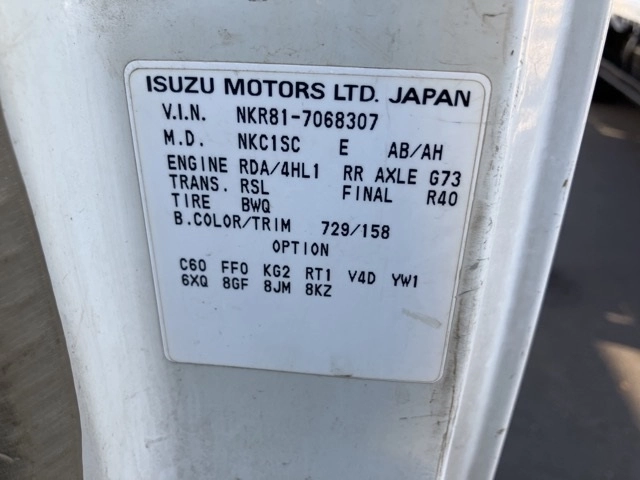 ISUZU MOTORS LTD. JAPAN
V.I.N. NKR81-7068307
M.D. NKC1SC E AB/AH
ENGINE RDA/4HL1 RR AXLE G73
TRANS. RSL FINAL R40
TIRE BWQ
B.COLOR/TRIM 729/158
OPTION
C60 FF0 KG2 RT1 V4D YW1
6XQ 8GF 8JM 8KZ